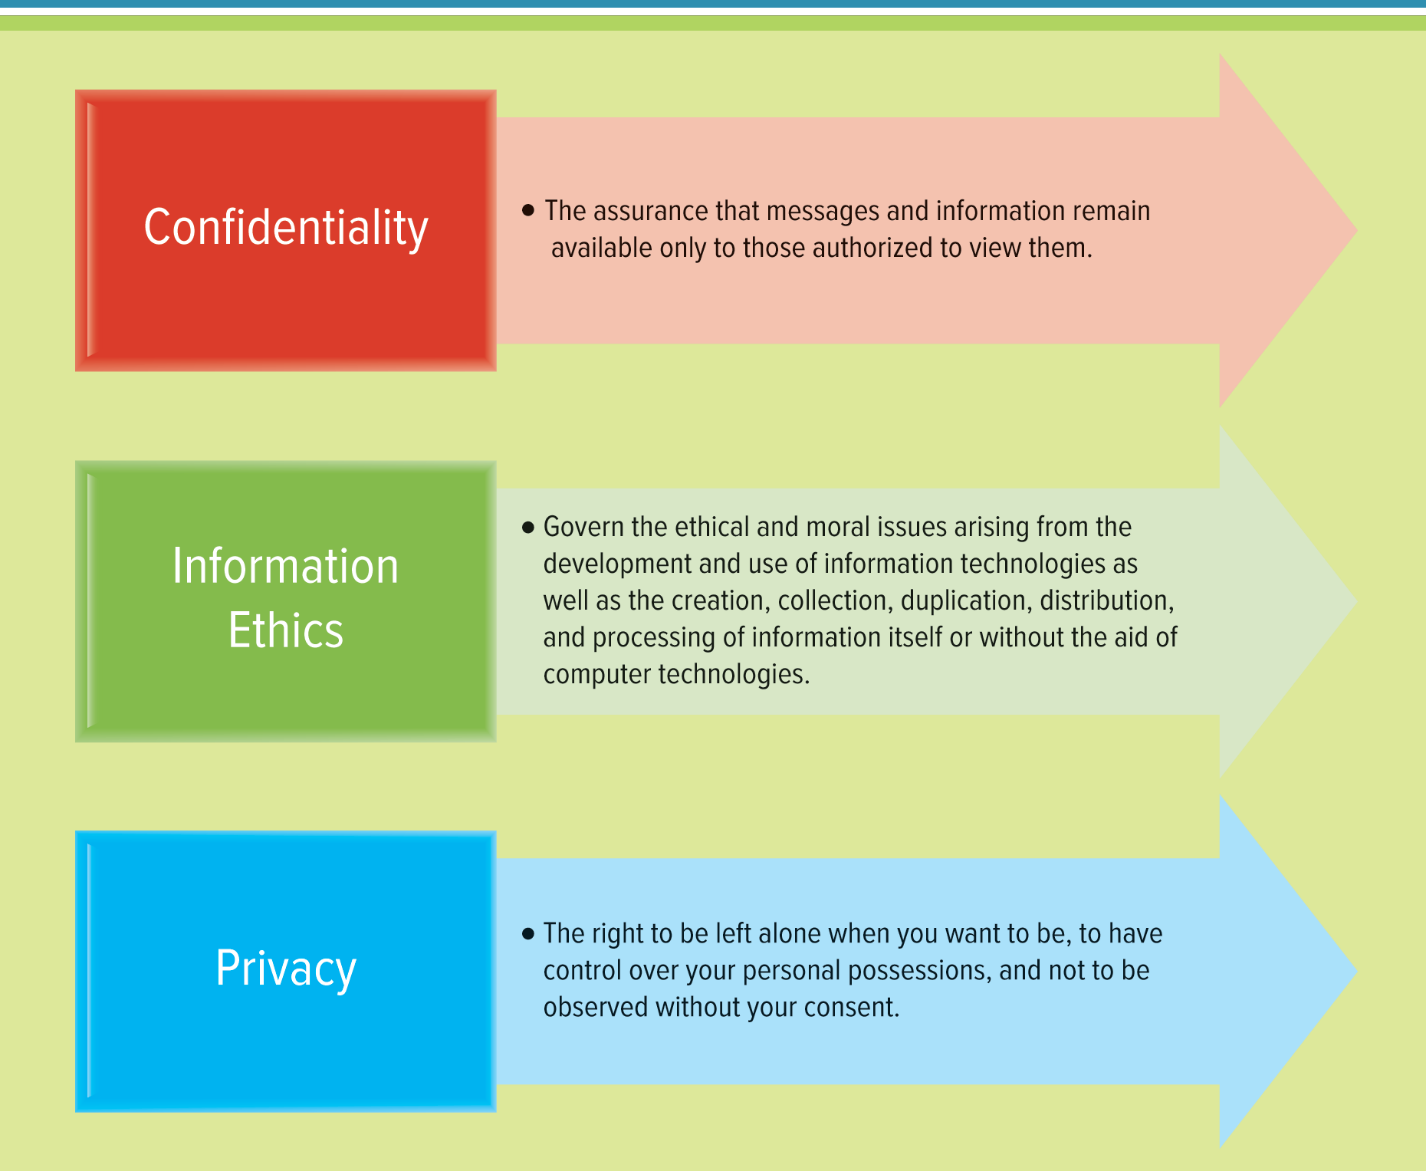 Confidentiality
• The assurance that messages and information remain
available only to those authorized to view them.
Information
Ethics
• Govern the ethical and moral issues arising from the
development and use of information technologies as
well as the creation, collection, duplication, distribution,
and processing of information itself or without the aid of
computer technologies.
Privacy
• The right to be left alone when you want to be, to have
control over your personal possessions, and not to be
observed without your consent.